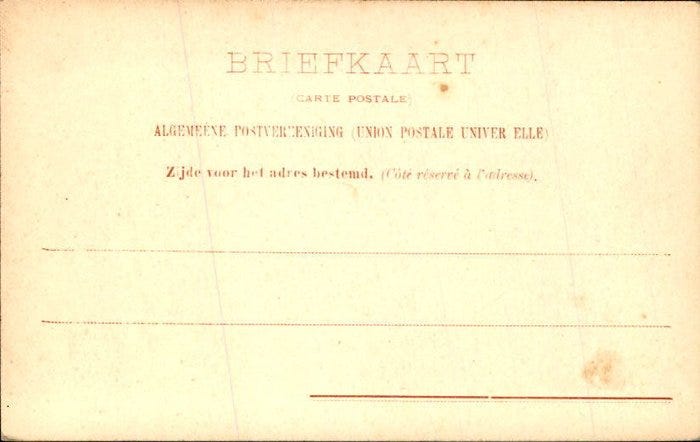 BRIEFKAART
(CARTE POSTALE)
ALGEMEENE POSTVEREENIGING (UNION POSTALE UNIVER ELLE)
Zijde voor het adres bestemd. (Côté réservé à l'adresse).